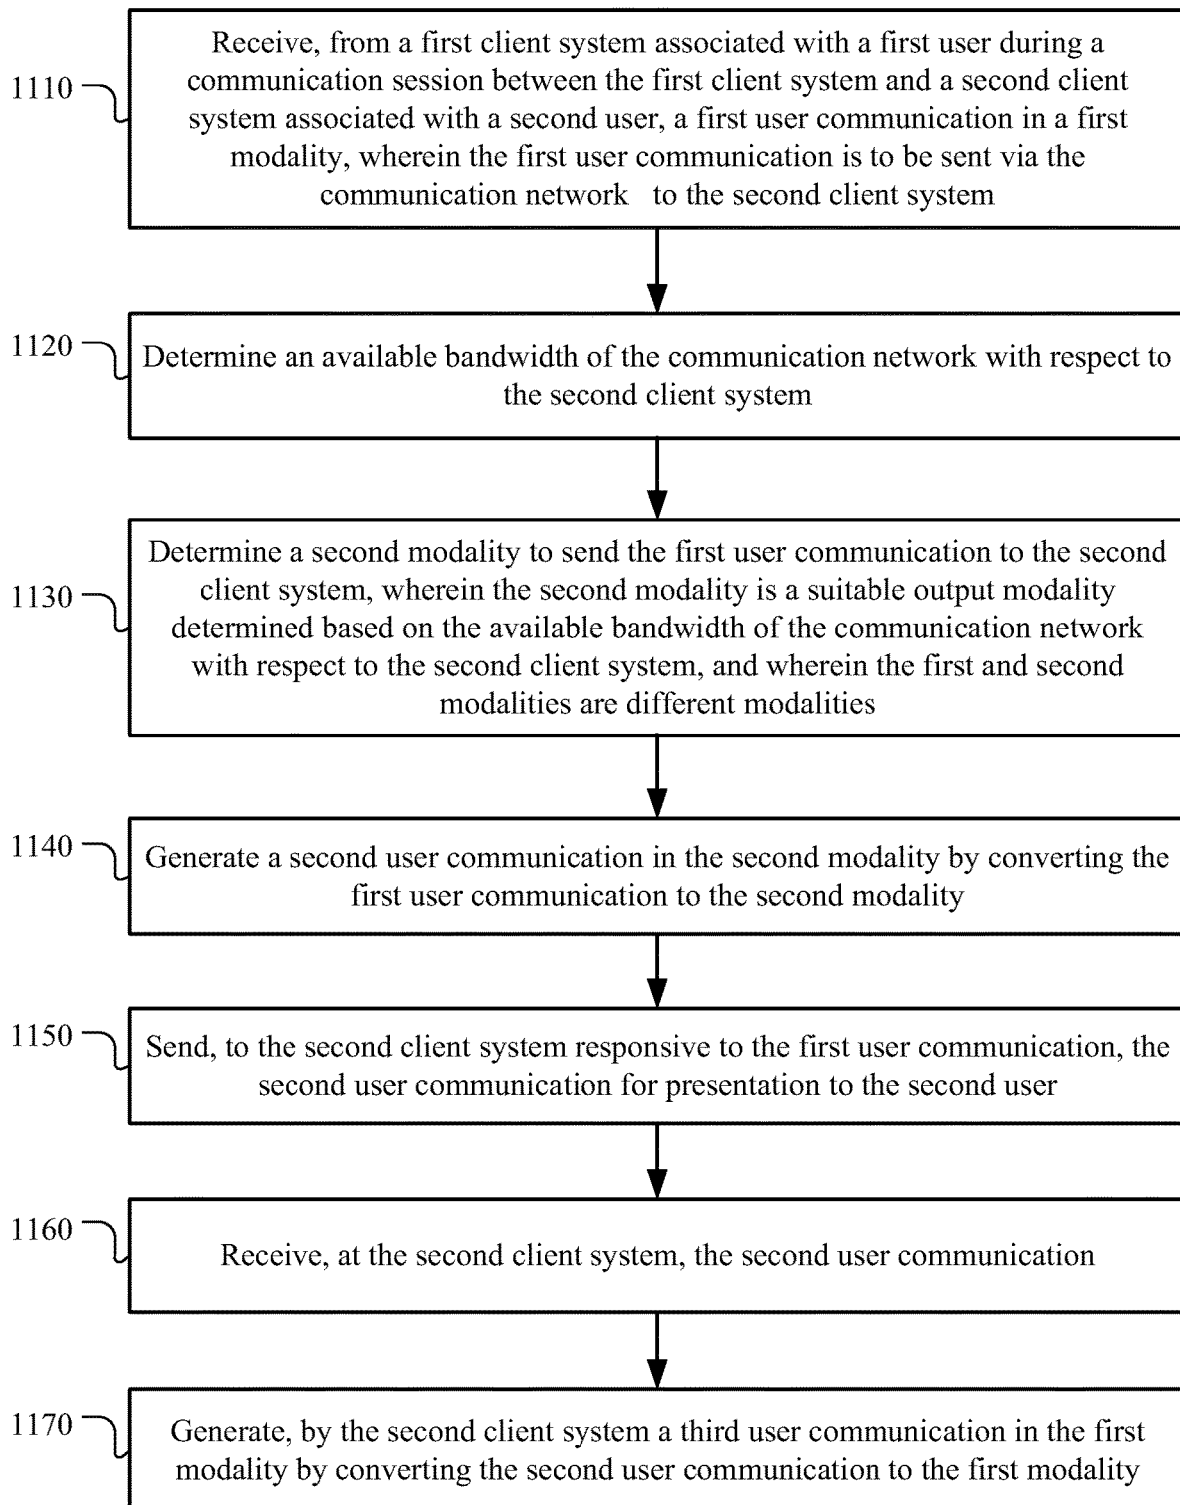 1110
Receive, from a first client system associated with a first user during a
communication session between the first client system and a second client
system associated with a second user, a first user communication in a first
modality, wherein the first user communication is to be sent via the
communication network to the second client system
1120
Determine an available bandwidth of the communication network with respect to
the second client system
1130
Determine a second modality to send the first user communication to the second
client system, wherein the second modality is a suitable output modality
determined based on the available bandwidth of the communication network
with respect to the second client system, and wherein the first and second
modalities are different modalities
1140
Generate a second user communication in the second modality by converting the
first user communication to the second modality
1150
Send, to the second client system responsive to the first user communication, the
second user communication for presentation to the second user
1160
Receive, at the second client system, the second user communication
1170
Generate, by the second client system a third user communication in the first
modality by converting the second user communication to the first modality